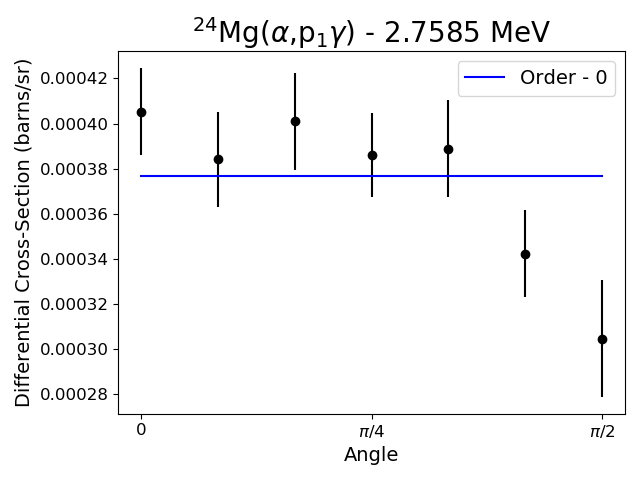 ²⁴Mg(α,p₁γ) - 2.7585 MeV
Order - 0
Differential Cross-Section (barns/sr)
0.00042
0.00040
0.00038
0.00036
0.00034
0.00032
0.00030
0.00028
0
π/4
π/2
Angle